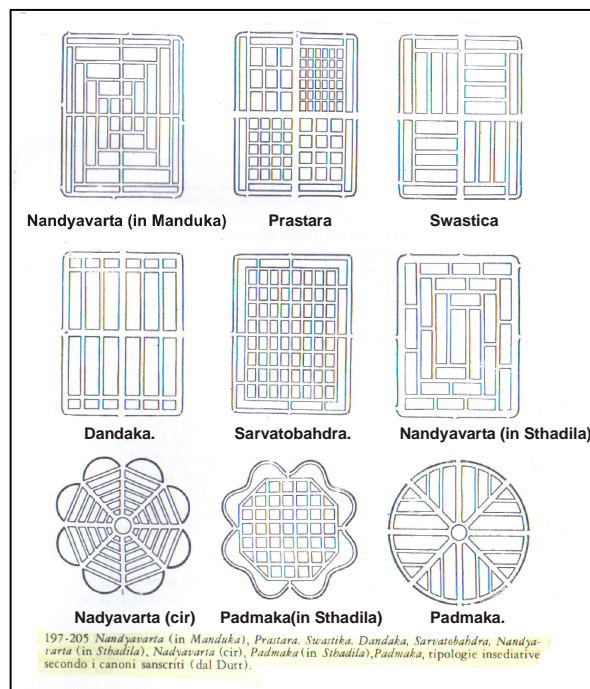 Nandyavarta (in Manduka) Prastara Swastica
Dandaka. Sarvatobahdra. Nandyavarta (in Sthadila)
Nadyavarta (cir) Padmaka(in Sthadila) Padmaka.
197-205 Nandyavarta (in Manduka), Prastara. Swastika. Dandaka, Sarvatobahdra, Nandya-
varta (in Sthadila), Nadyavarta (cir), Padmaka (in Sthadila),Padmaka, tipologie insediative
secondo i canoni sanscriti (dal Dutt).